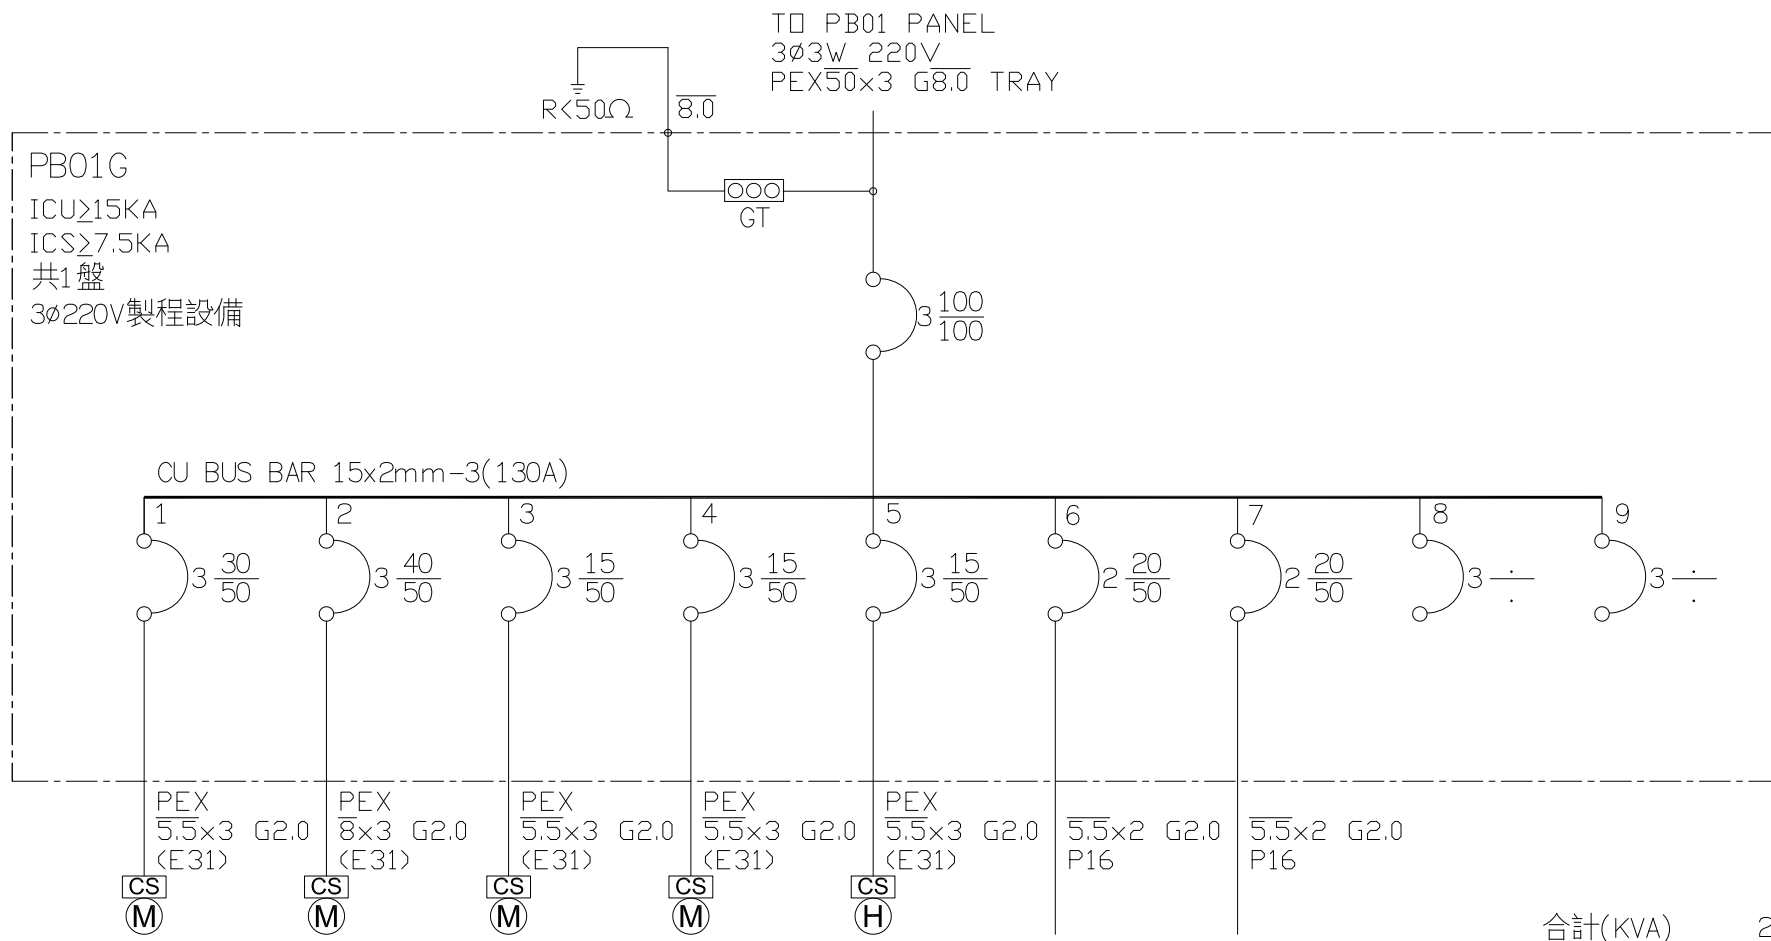 TO PB01 PANEL
3ø3W 220V
PEX50x3 G8.0 TRAY
R<50Ω
8.0
PB01G
ICU≥15KA
ICS≥7.5KA
共1盤
3ø220V製程設備
GT
3 100
100
CU BUS BAR 15x2mm-3(130A)
1 2 3 4 5 6 7 8 9
3 30 3 40 3 15 3 15 3 15 2 20 2 20 3 · 3 ·
50 50 50 50 50 50 50 · ·
PEX PEX PEX PEX PEX
5.5x3 G2.0 8x3 G2.0 5.5x3 G2.0 5.5x3 G2.0 5.5x3 G2.0 5.5x2 G2.0 5.5x2 G2.0
(E31) (E31) (E31) (E31) (E31) P16 P16
CS CS CS CS CS
M M M M H
合計(KVA) 2